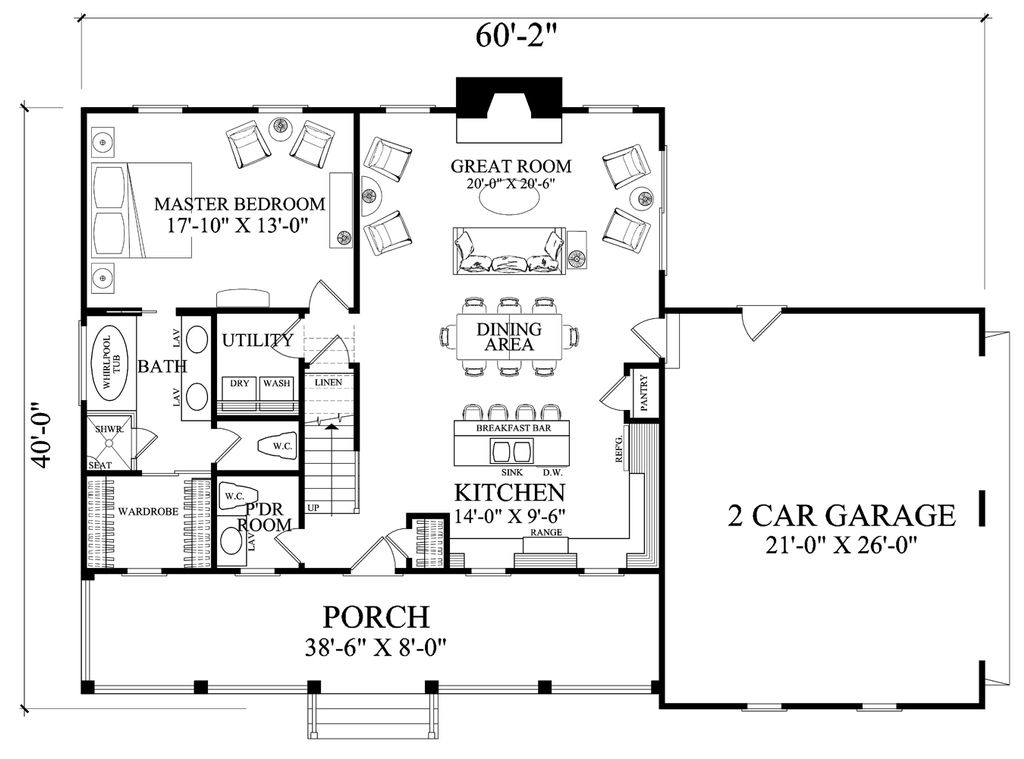 60'-2"
40'-0"
GREAT ROOM
20'-0" X 20'-6"
MASTER BEDROOM
17'-10" X 13'-0"
DINING
AREA
UTILITY
DRY
WASH
LINEN
LAV
BATH
LAV
WHIRLPOOL
TUB
SHWR.
SEAT
W.C.
PANTRY
BREAKFAST BAR
SINK
D.W.
REF'G.
KITCHEN
14'-0" X 9'-6"
RANGE
UP
WARDROBE
W.C.
P'DR
ROOM
LAV
2 CAR GARAGE
21'-0" X 26'-0"
PORCH
38'-6" X 8'-0"